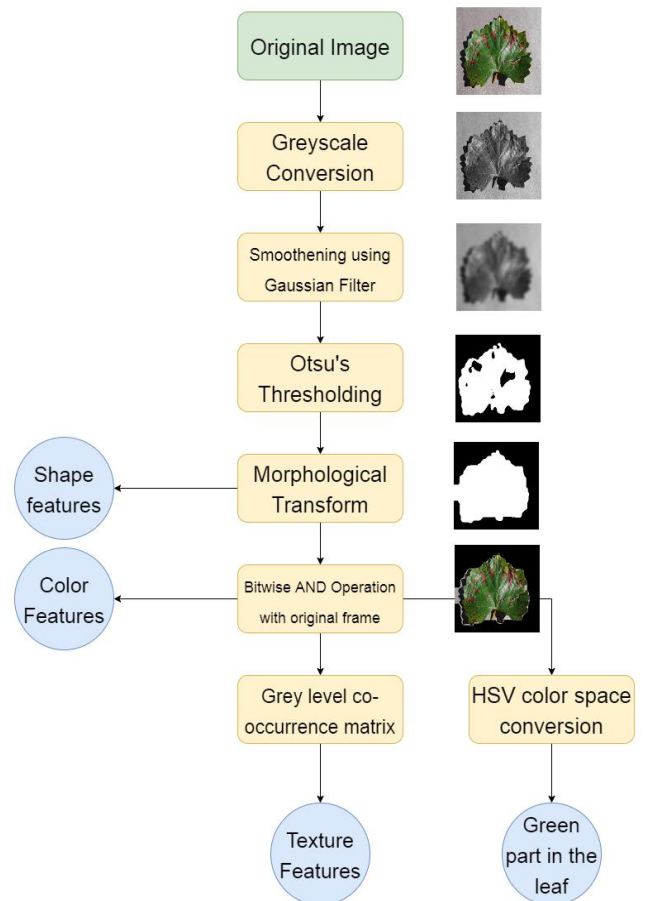 Original Image
Greyscale
Conversion
Smoothening using
Gaussian Filter
Otsu's
Thresholding
Shape
features
Morphological
Transform
Color
Features
Bitwise AND Operation
with original frame
Grey level co-
occurrence matrix
HSV color space
conversion
Texture
Features
Green
part in the
leaf